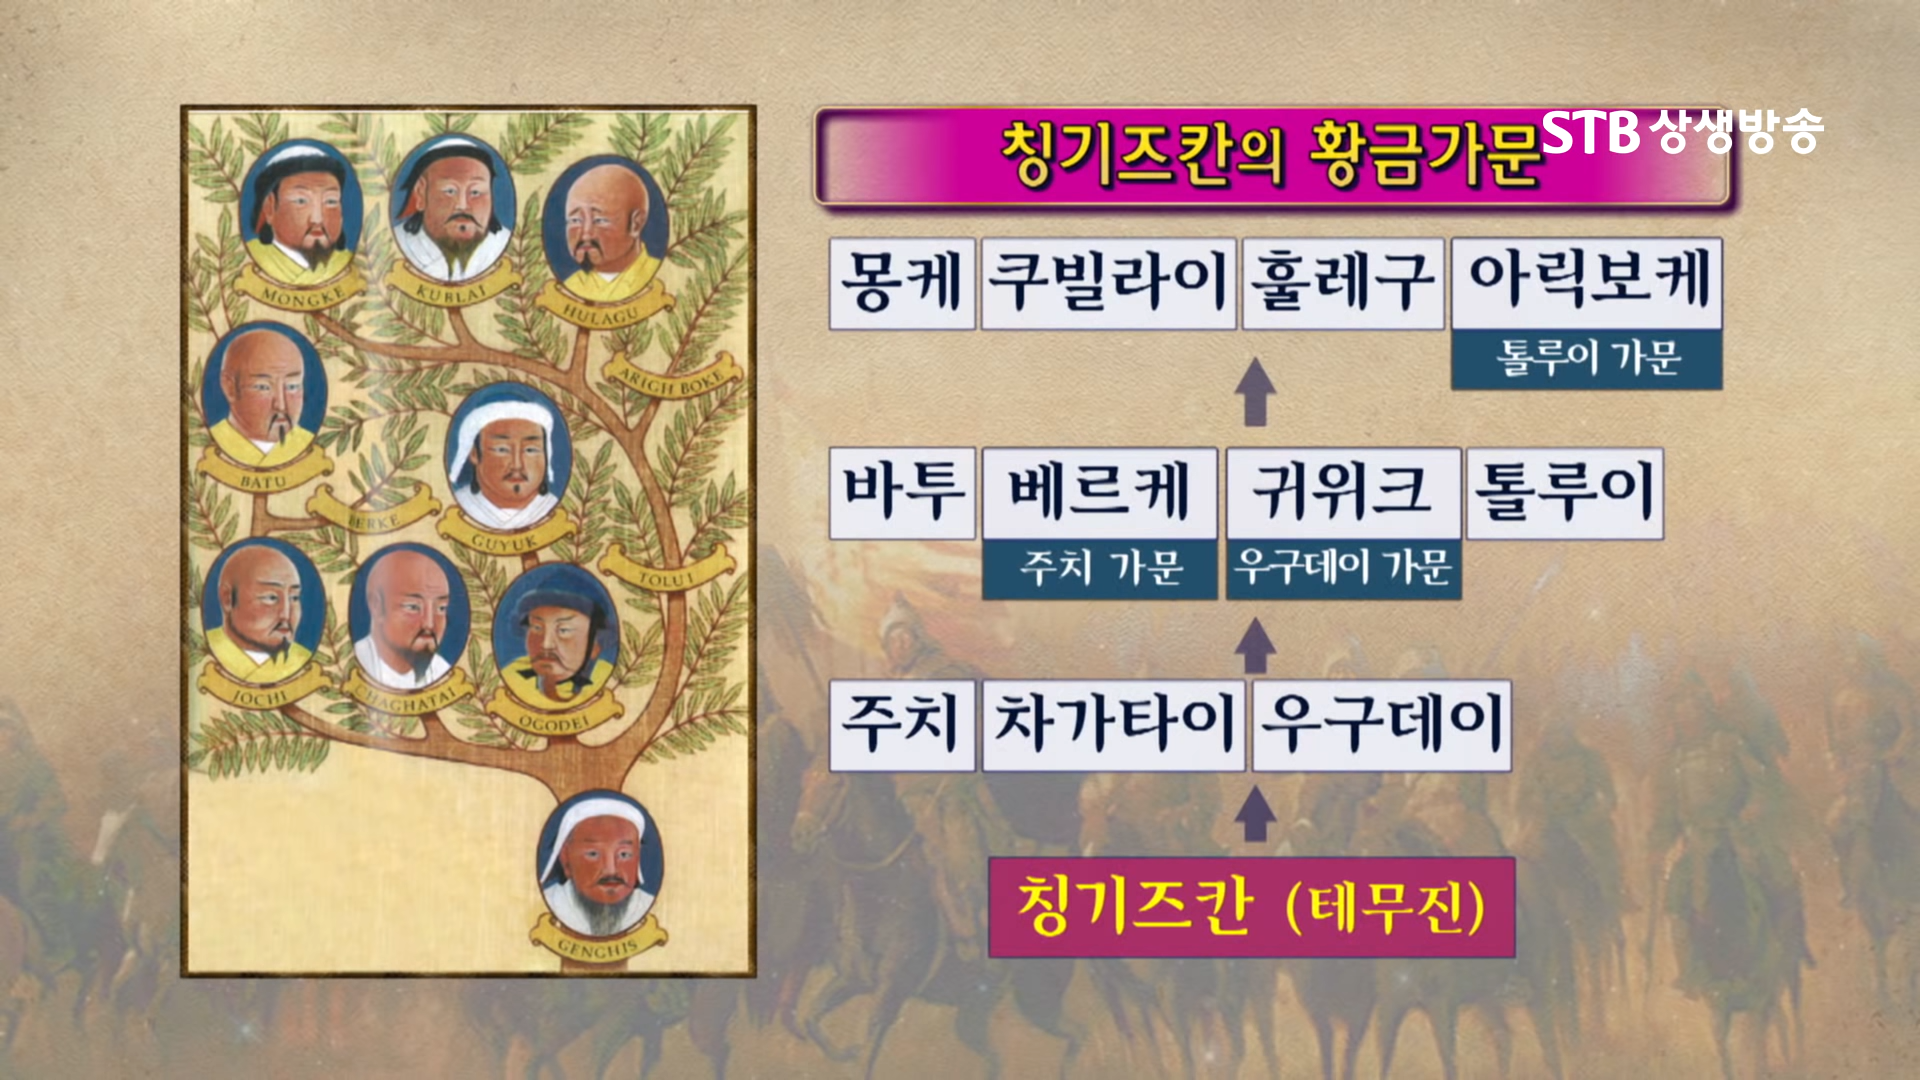 STB 상생방송
칭기즈칸의 황금가문
몽케 쿠빌라이 훌레구 아릭보케
톨루이 가문
바투 베르케 귀위크 톨루이
주치 가문 우구데이 가문
주치 차가타이 우구데이
칭기즈칸 (테무진)
MONGKE
KUBLAI
HULAGU
ARIGH BOKE
BATU
BERKE
GUYUK
TOLUI
JOCHI
CHAGHATAI
OGODEI
GENGHIS